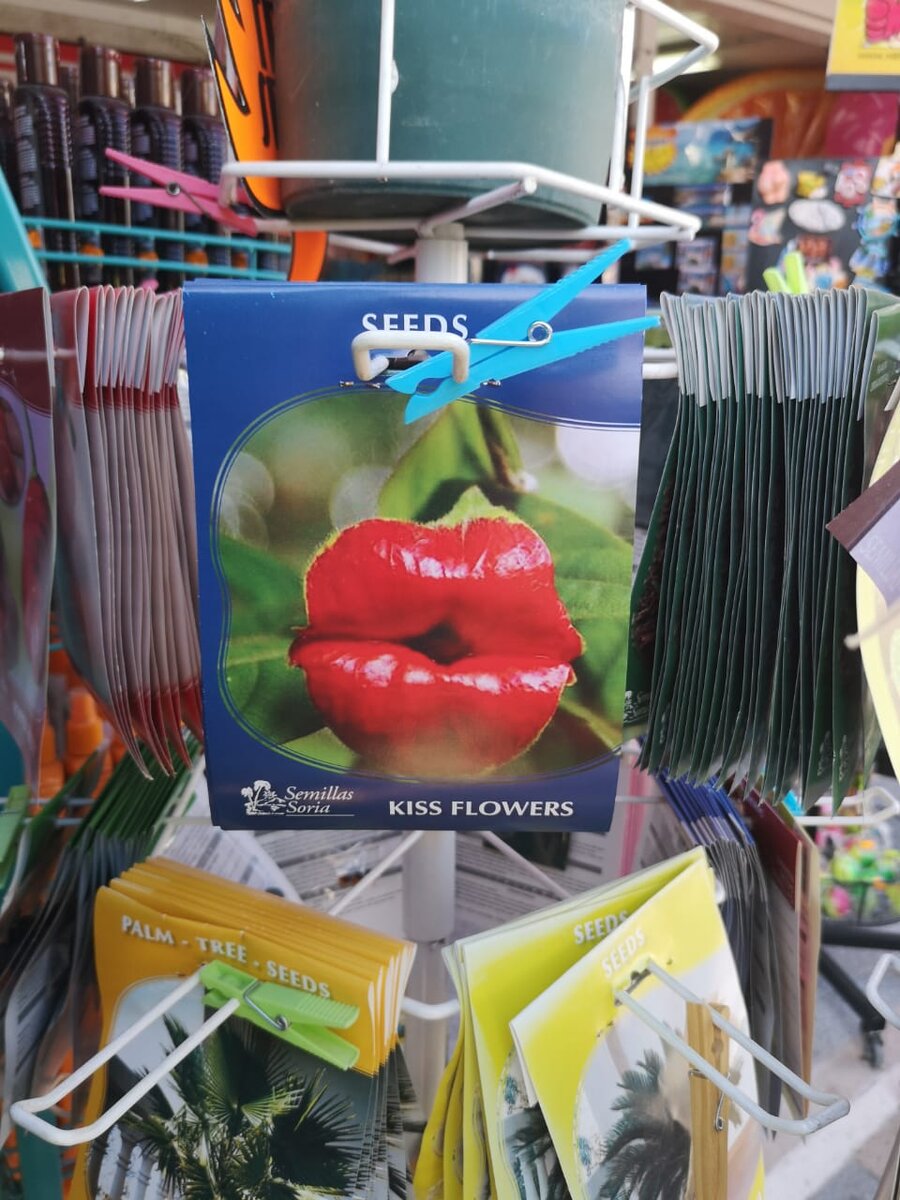 SEEDS
Semillas
Soria
KISS FLOWERS
PALM - TREE - SEEDS
SEEDS
SEEDS